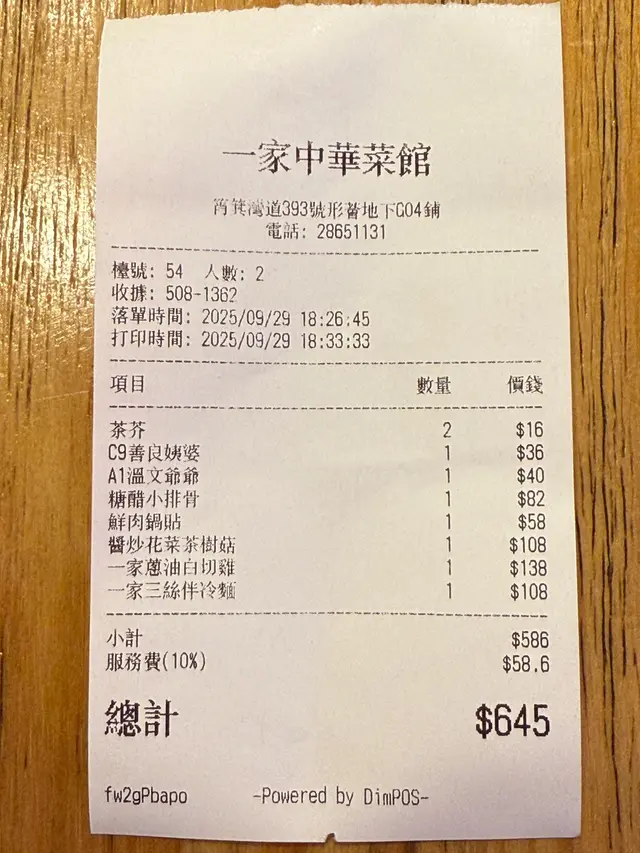 一家中華菜館
筲箕灣道393號形薈地下G04鋪
電話: 28651131
檯號: 54 人數: 2
收據: 508-1362
落單時間: 2025/09/29 18:26:45
打印時間: 2025/09/29 18:33:33
項目 數量 價錢
茶芥 2 $16
C9善良姨婆 1 $36
A1溫文爺爺 1 $40
糖醋小排骨 1 $82
鮮肉鍋貼 1 $58
醬炒花菜茶樹菇 1 $108
一家蔥油白切雞 1 $138
一家三絲伴冷麵 1 $108
小計 $586
服務費(10%) $58.6
總計 $645
fw2gPbapo -Powered by DimPOS-